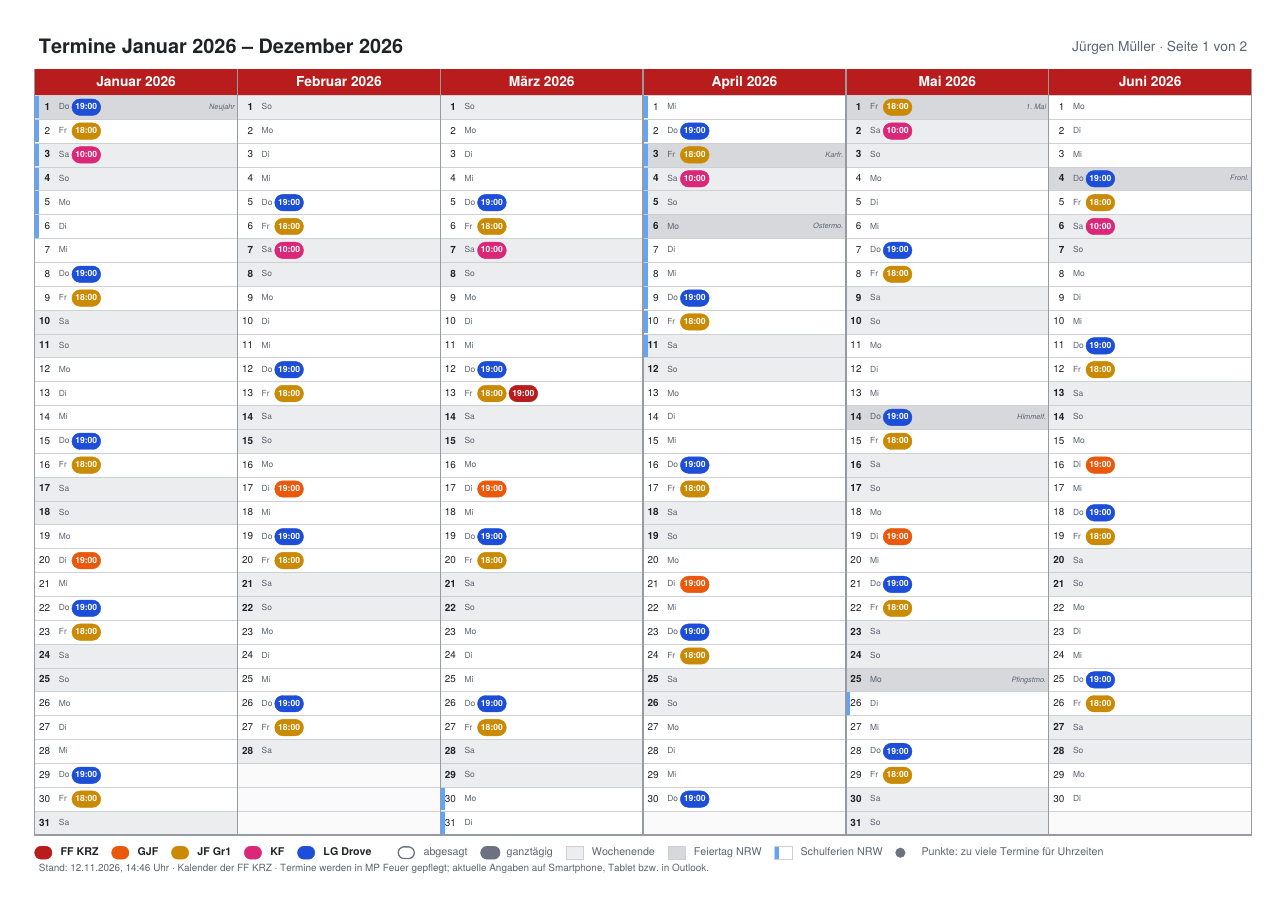 Termine Januar 2026 – Dezember 2026
Jürgen Müller · Seite 1 von 2
Januar 2026 Februar 2026 März 2026 April 2026 Mai 2026 Juni 2026
1 Do 19:00 Neujahr 1 So 1 So 1 Mi 1 Fr 18:00 1. Mai 1 Mo
2 Fr 18:00 2 Mo 2 Mo 2 Do 19:00 2 Sa 10:00 2 Di
3 Sa 10:00 3 Di 3 Di 3 Fr 18:00 Karfr. 3 So 3 Mi
4 So 4 Mi 4 Mi 4 Sa 10:00 4 Mo 4 Do 19:00 Fronl.
5 Mo 5 Do 19:00 5 Do 19:00 5 So 5 Di 5 Fr 18:00
6 Di 6 Fr 18:00 6 Fr 18:00 6 Mo Ostermo. 6 Mi 6 Sa 10:00
7 Mi 7 Sa 10:00 7 Sa 10:00 7 Di 7 Do 19:00 7 So
8 Do 19:00 8 So 8 So 8 Mi 8 Fr 18:00 8 Mo
9 Fr 18:00 9 Mo 9 Mo 9 Do 19:00 9 Sa 9 Di
10 Sa 10 Di 10 Di 10 Fr 18:00 10 So 10 Mi
11 So 11 Mi 11 Mi 11 Sa 11 Mo 11 Do 19:00
12 Mo 12 Do 19:00 12 Do 19:00 12 So 12 Di 12 Fr 18:00
13 Di 13 Fr 18:00 13 Fr 18:00 19:00 13 Mo 13 Mi 13 Sa
14 Mi 14 Sa 14 Sa 14 Di 14 Do 19:00 Himmelf. 14 So
15 Do 19:00 15 So 15 So 15 Mi 15 Fr 18:00 15 Mo
16 Fr 18:00 16 Mo 16 Mo 16 Do 19:00 16 Sa 16 Di 19:00
17 Sa 17 Di 19:00 17 Di 19:00 17 Fr 18:00 17 So 17 Mi
18 So 18 Mi 18 Mi 18 Sa 18 Mo 18 Do 19:00
19 Mo 19 Do 19:00 19 Do 19:00 19 So 19 Di 19:00 19 Fr 18:00
20 Di 19:00 20 Fr 18:00 20 Fr 18:00 20 Mo 20 Mi 20 Sa
21 Mi 21 Sa 21 Sa 21 Di 19:00 21 Do 19:00 21 So
22 Do 19:00 22 So 22 So 22 Mi 22 Fr 18:00 22 Mo
23 Fr 18:00 23 Mo 23 Mo 23 Do 19:00 23 Sa 23 Di
24 Sa 24 Di 24 Di 24 Fr 18:00 24 So 24 Mi
25 So 25 Mi 25 Mi 25 Sa 25 Mo Pfingstmo. 25 Do 19:00
26 Mo 26 Do 19:00 26 Do 19:00 26 So 26 Di 26 Fr 18:00
27 Di 27 Fr 18:00 27 Fr 18:00 27 Mo 27 Mi 27 Sa
28 Mi 28 Sa 28 Sa 28 Di 28 Do 19:00 28 So
29 Do 19:00 29 So 29 Mi 29 Fr 18:00 29 Mo
30 Fr 18:00 30 Mo 30 Do 19:00 30 Sa 30 Di
31 Sa 31 Di 31 So
FF KRZ GJF JF Gr1 KF LG Drove abgesagt ganztägig Wochenende Feiertag NRW Schulferien NRW Punkte: zu viele Termine für Uhrzeiten
Stand: 12.11.2026, 14:46 Uhr · Kalender der FF KRZ · Termine werden in MP Feuer gepflegt; aktuelle Angaben auf Smartphone, Tablet bzw. in Outlook.